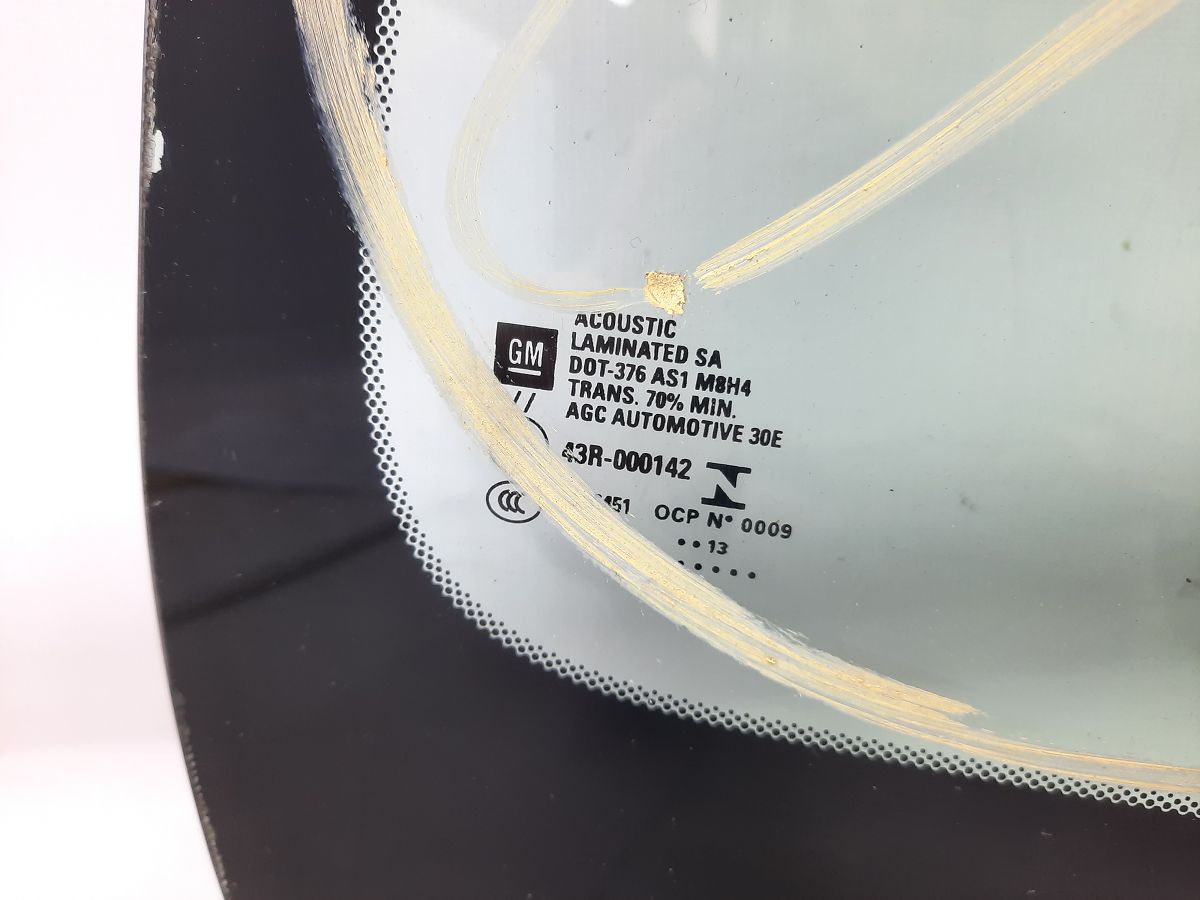 GM
ACOUSTIC
LAMINATED SA
DOT-376 AS1 M8H4
TRANS. 70% MIN.
AGC AUTOMOTIVE 30E
43R-000142
CCC
OCP N° 0009
••13